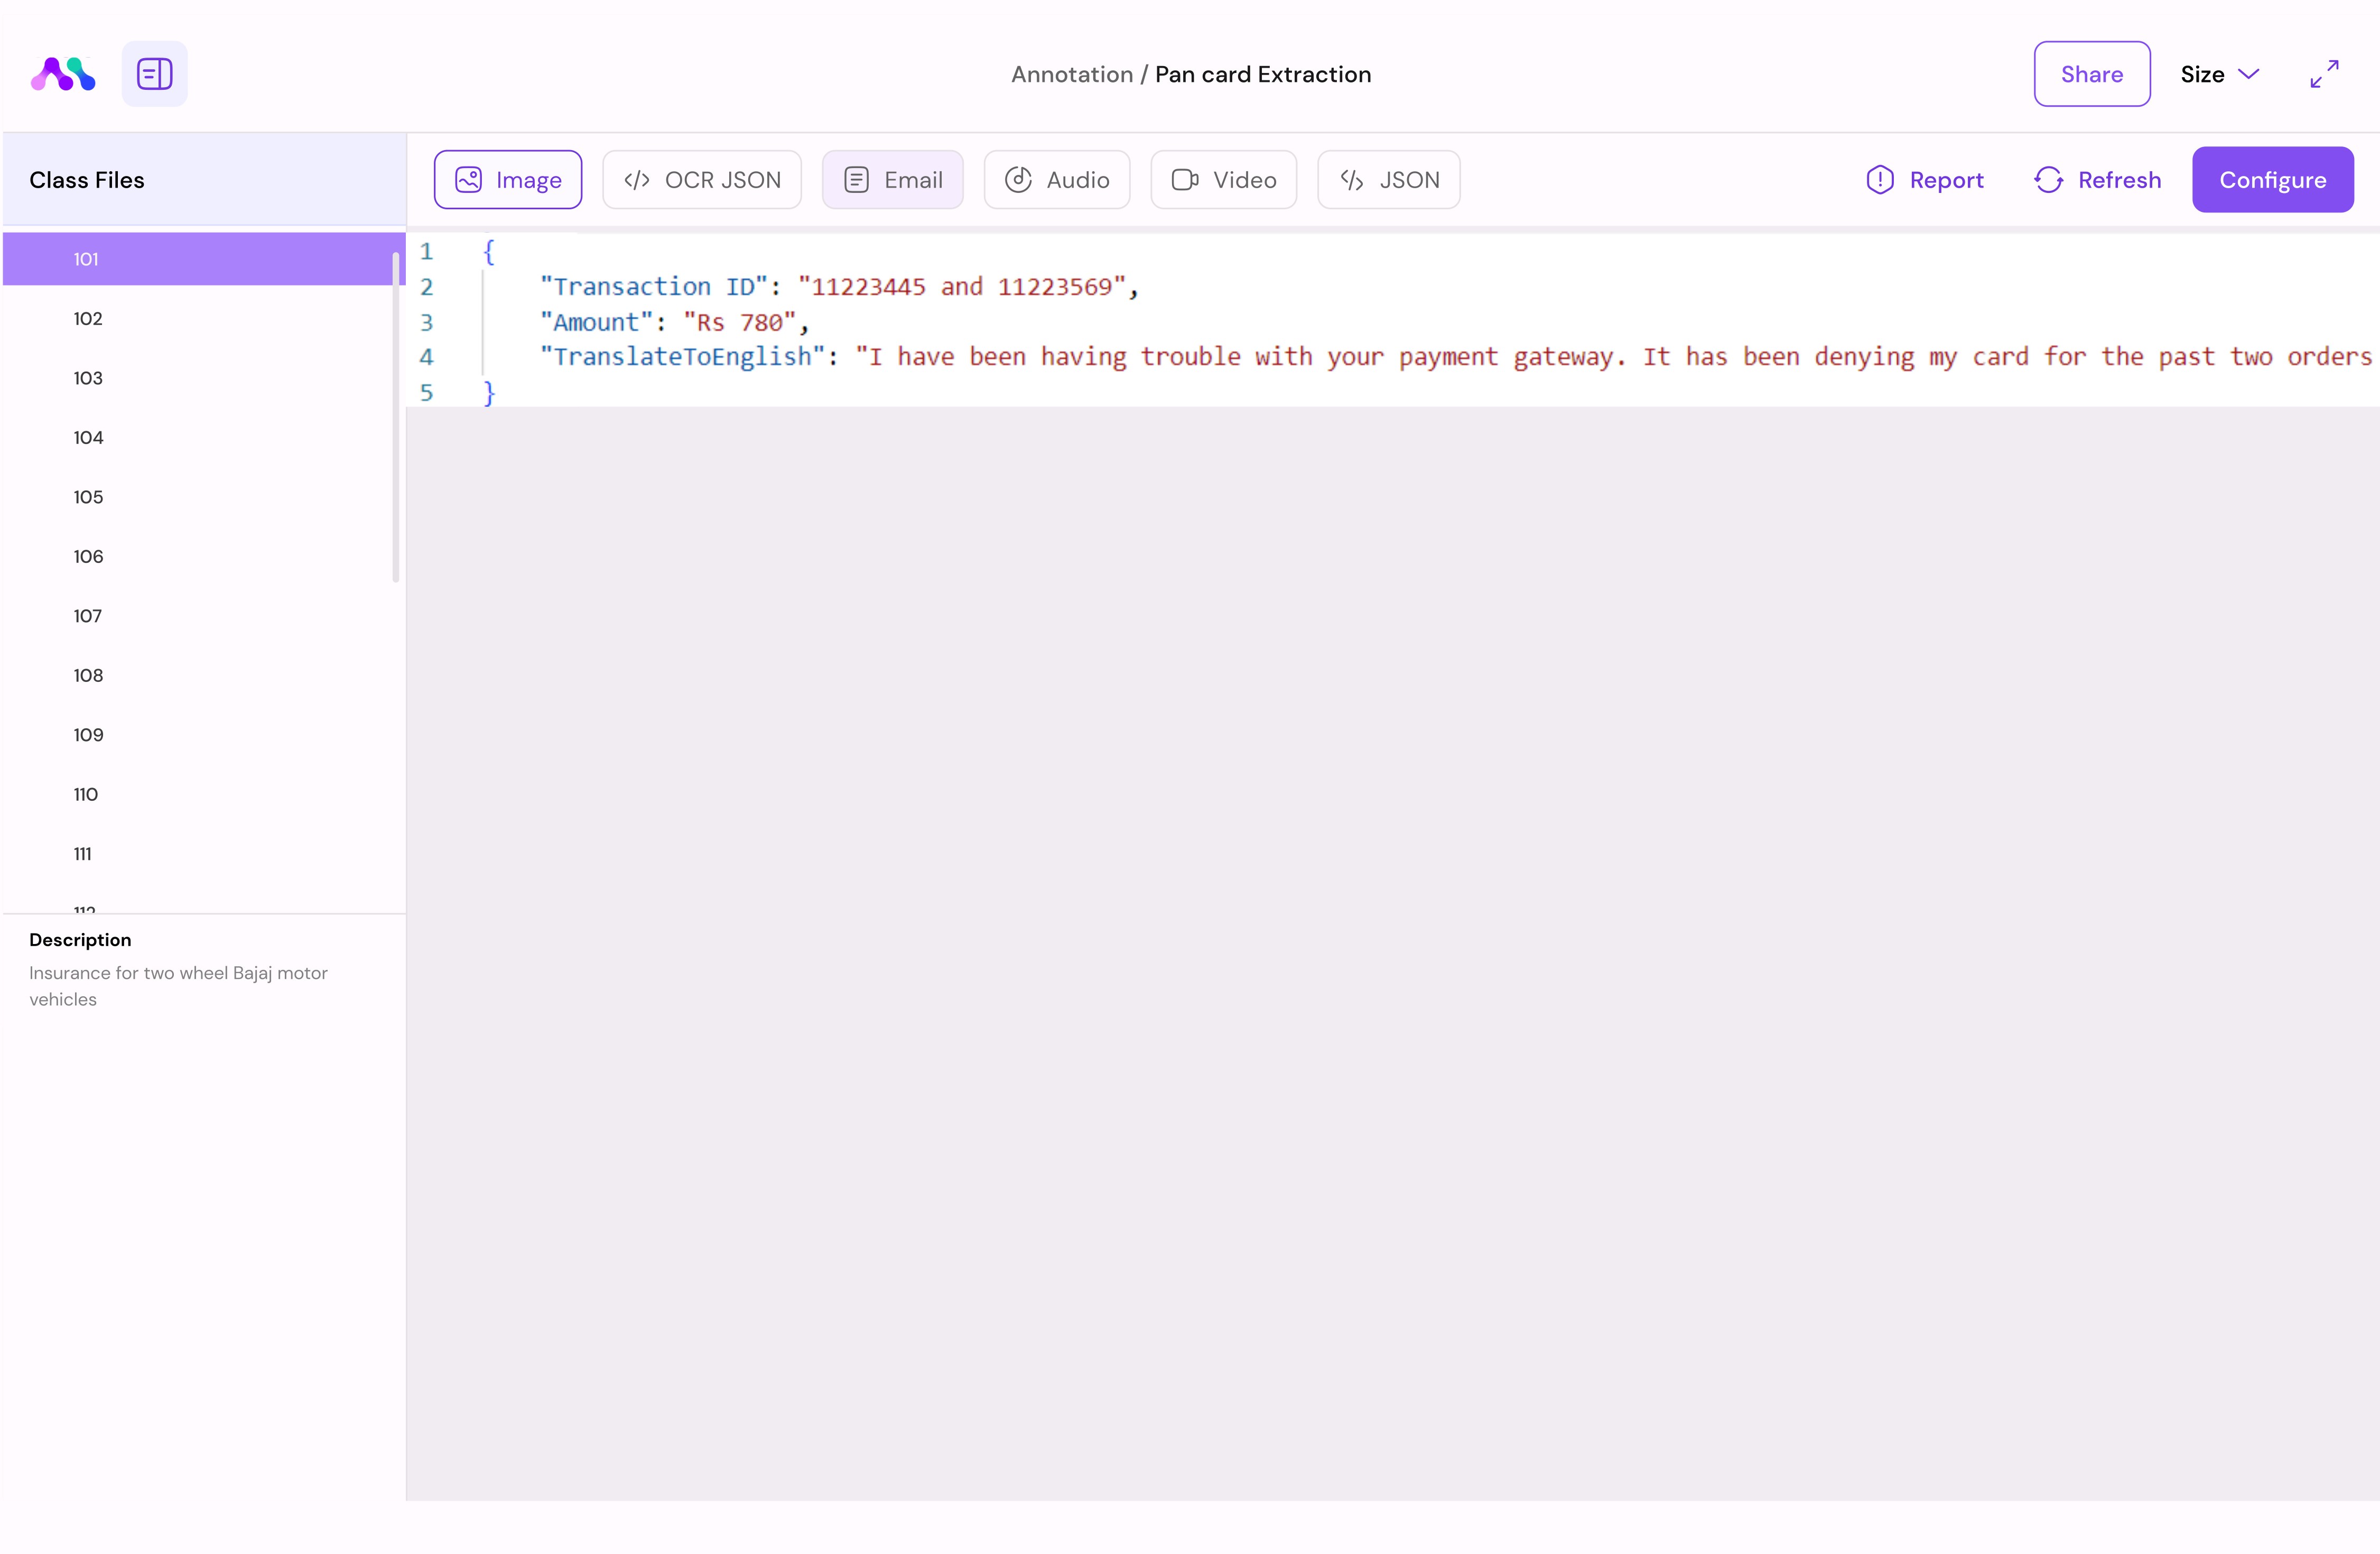 Annotation / Pan card Extraction
Share
Size
Class Files
Image
OCR JSON
Email
Audio
Video
JSON
Report
Refresh
Configure
101
102
103
104
105
106
107
108
109
110
111
112
1 {
2 "Transaction ID": "11223445 and 11223569",
3 "Amount": "Rs 780",
4 "TranslateToEnglish": "I have been having trouble with your payment gateway. It has been denying my card for the past two orders
5 }
Description
Insurance for two wheel Bajaj motor
vehicles